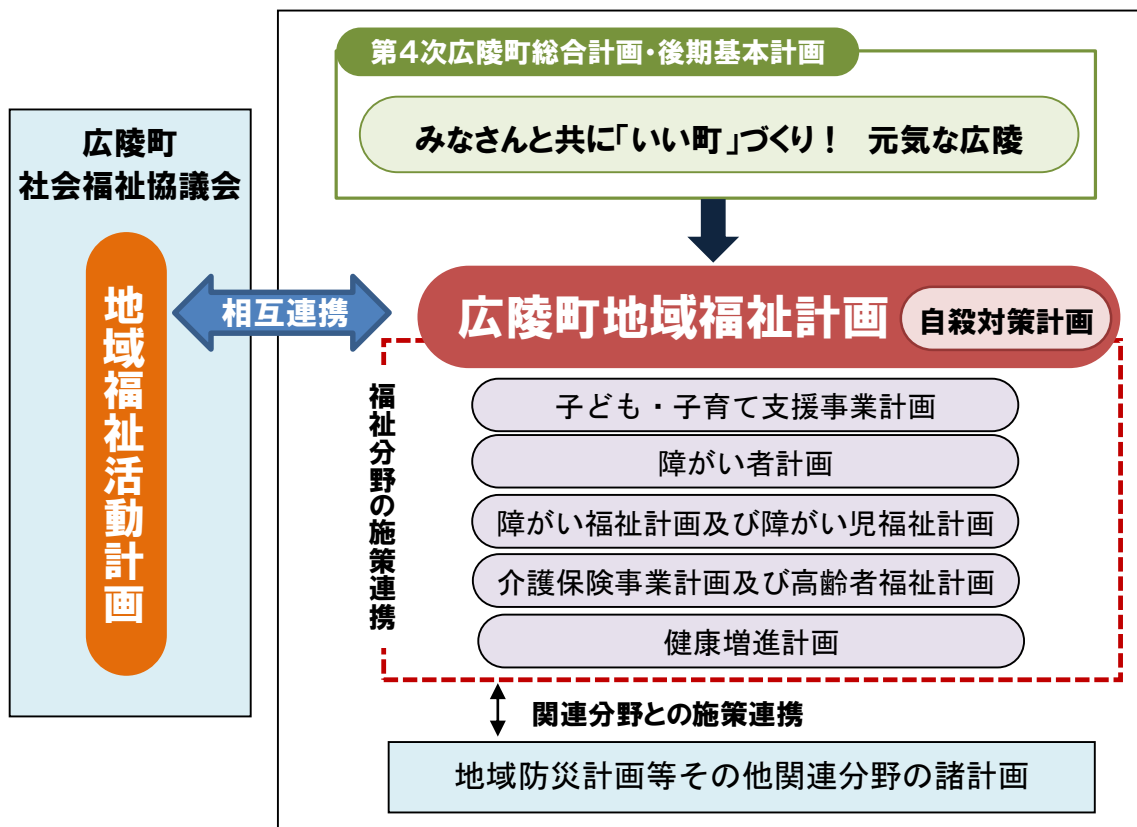 第4次広陵町総合計画・後期基本計画
みなさんと共に「いい町」づくり！　元気な広陵
広陵町
社会福祉協議会
地域福祉活動計画
相互連携
広陵町地域福祉計画
自殺対策計画
福祉分野の施策連携
子ども・子育て支援事業計画
障がい者計画
障がい福祉計画及び障がい児福祉計画
介護保険事業計画及び高齢者福祉計画
健康増進計画
関連分野との施策連携
地域防災計画等その他関連分野の諸計画